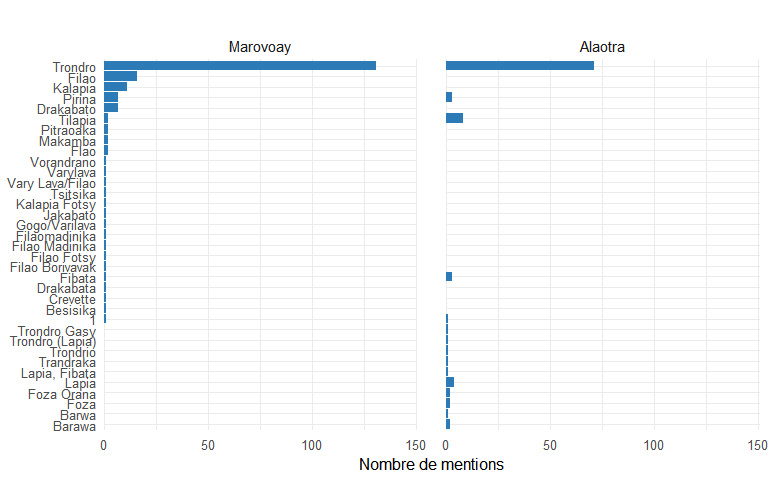 Marovoay Alaotra
Trondro
Filao
Kalapia
Pirina
Drakabato
Tilapia
Pitraoaka
Makamba
Flao
Vorandrano
Varylava
Vary Lava/Filao
Tsitsika
Kalapia Fotsy
Jakabato
Gogo/Varilava
Filaomadinika
Filao Madinika
Filao Fotsy
Filao Borivavak
Fibata
Drakabata
Crevette
Besisika
1
Trondro Gasy
Trondro (Lapia)
Trondrio
Trandraka
Lapia, Fibata
Lapia
Foza Orana
Foza
Barwa
Barawa
0 50 100 150 0 50 100 150
Nombre de mentions